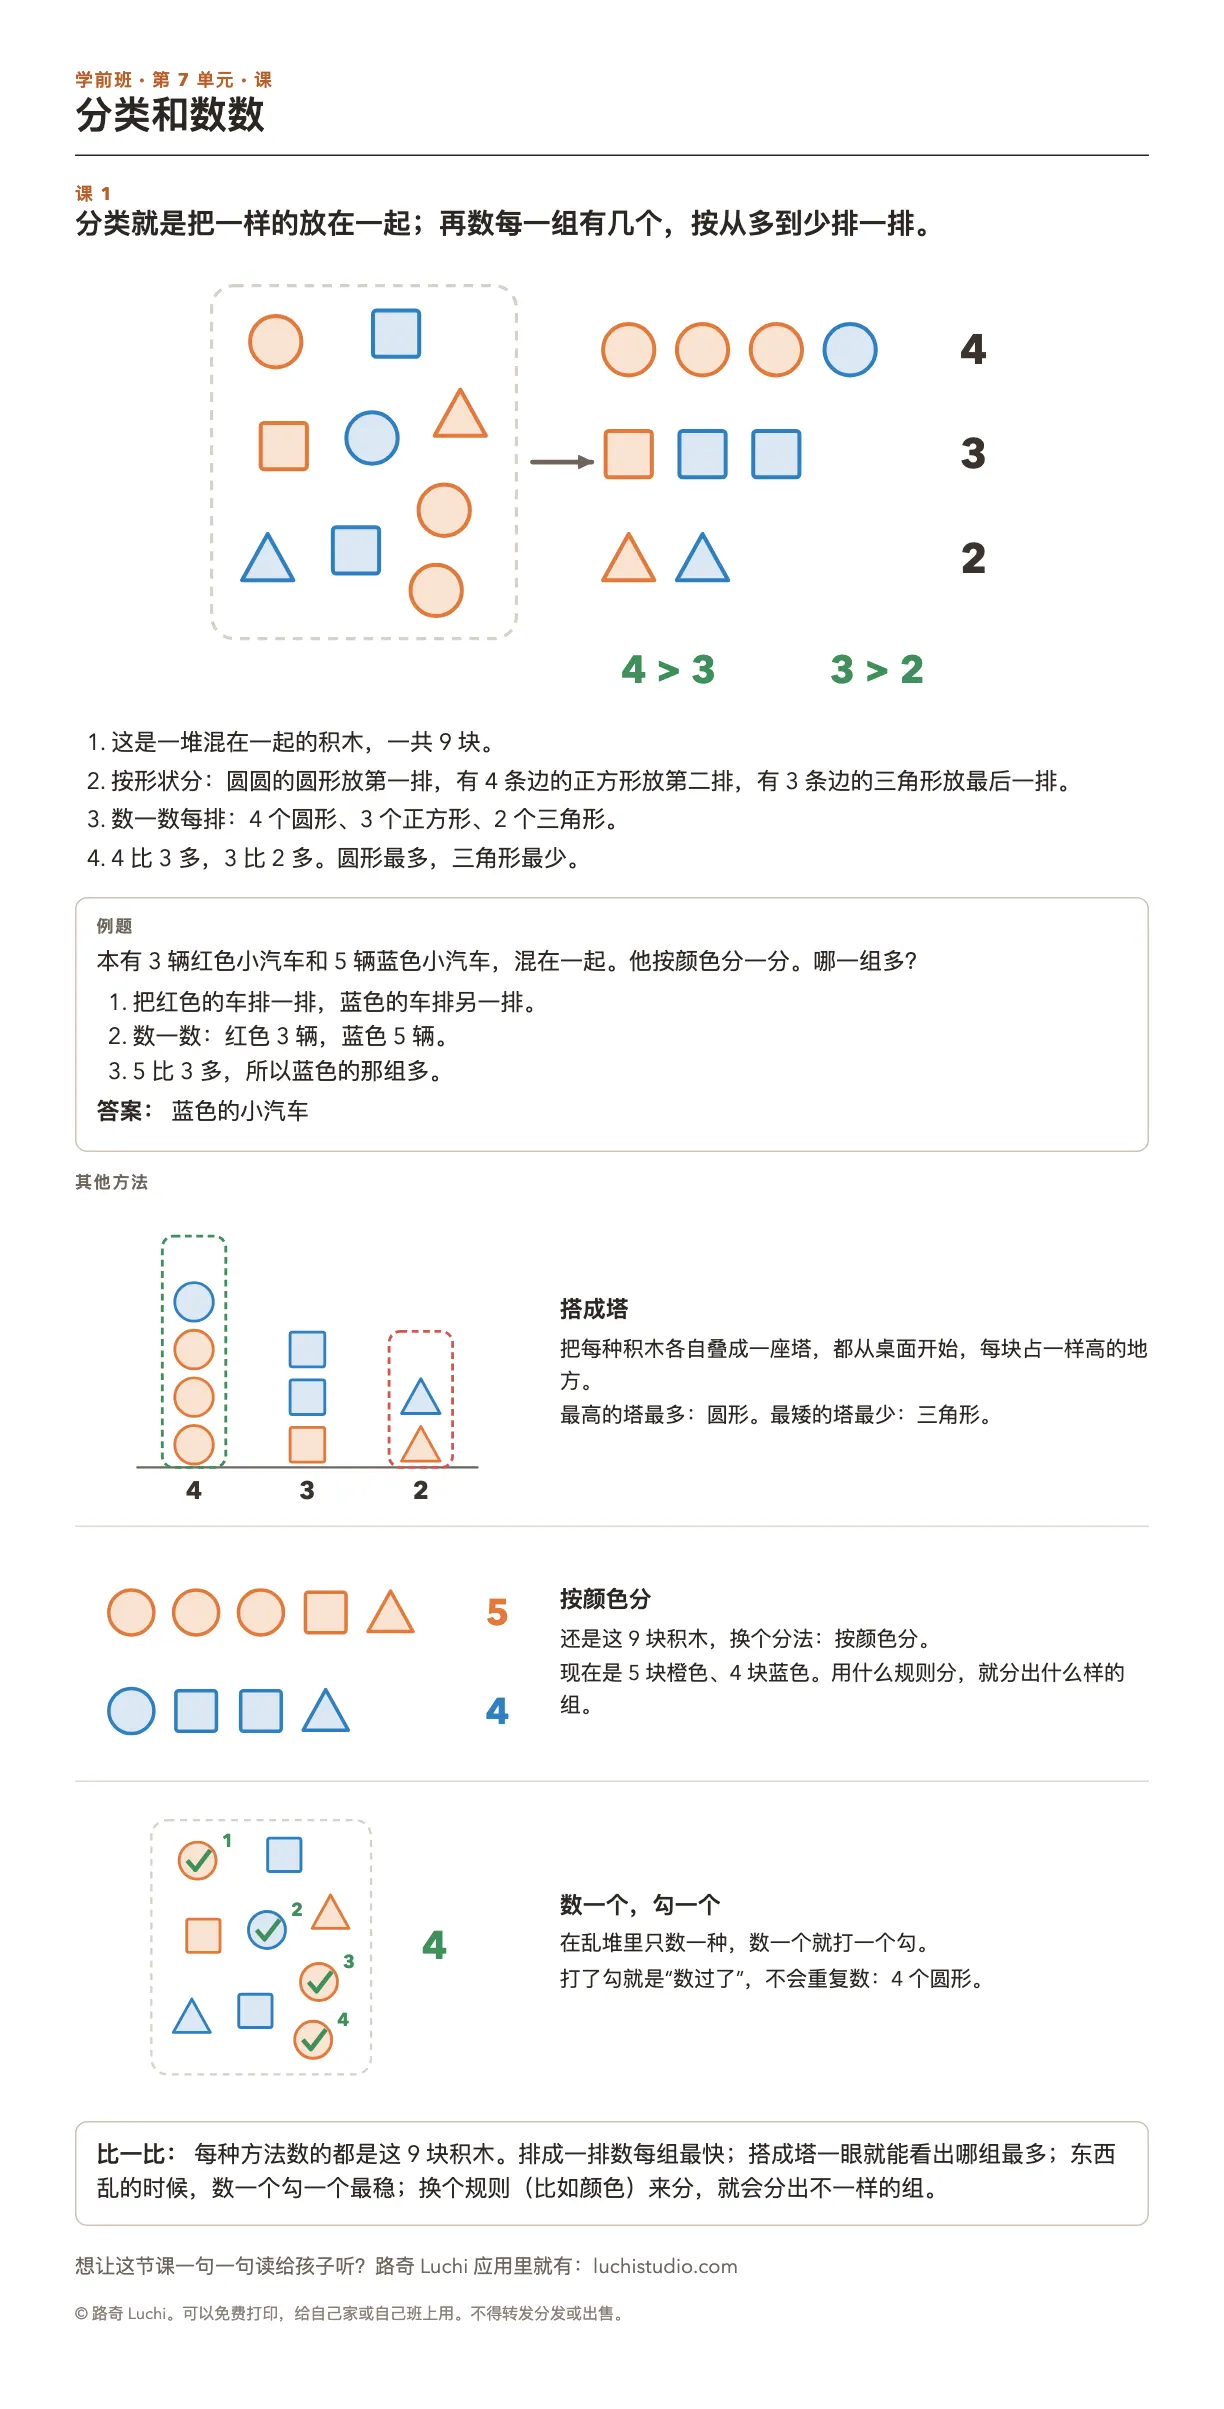 学前班 · 第 7 单元 · 课
分类和数数
课 1
分类就是把一样的放在一起；再数每一组有几个，按从多到少排一排。
4
3
2
4 > 3 3 > 2
1. 这是一堆混在一起的积木，一共 9 块。
2. 按形状分：圆圆的圆形放第一排，有 4 条边的正方形放第二排，有 3 条边的三角形放最后一排。
3. 数一数每排：4 个圆形、3 个正方形、2 个三角形。
4. 4 比 3 多，3 比 2 多。圆形最多，三角形最少。
例题
本有 3 辆红色小汽车和 5 辆蓝色小汽车，混在一起。他按颜色分一分。哪一组多？
1. 把红色的车排一排，蓝色的车排另一排。
2. 数一数：红色 3 辆，蓝色 5 辆。
3. 5 比 3 多，所以蓝色的那组多。
答案： 蓝色的小汽车
其他方法
4 3 2
搭成塔
把每种积木各自叠成一座塔，都从桌面开始，每块占一样高的地
方。
最高的塔最多：圆形。最矮的塔最少：三角形。
5
4
按颜色分
还是这 9 块积木，换个分法：按颜色分。
现在是 5 块橙色、4 块蓝色。用什么规则分，就分出什么样的
组。
1
2
3
4
4
数一个，勾一个
在乱堆里只数一种，数一个就打一个勾。
打了勾就是“数过了”，不会重复数：4 个圆形。
比一比： 每种方法数的都是这 9 块积木。排成一排数每组最快；搭成塔一眼就能看出哪组最多；东西
乱的时候，数一个勾一个最稳；换个规则（比如颜色）来分，就会分出不一样的组。
想让这节课一句一句读给孩子听？路奇 Luchi 应用里就有：luchistudio.com
© 路奇 Luchi。可以免费打印，给自己家或自己班上用。不得转发分发或出售。